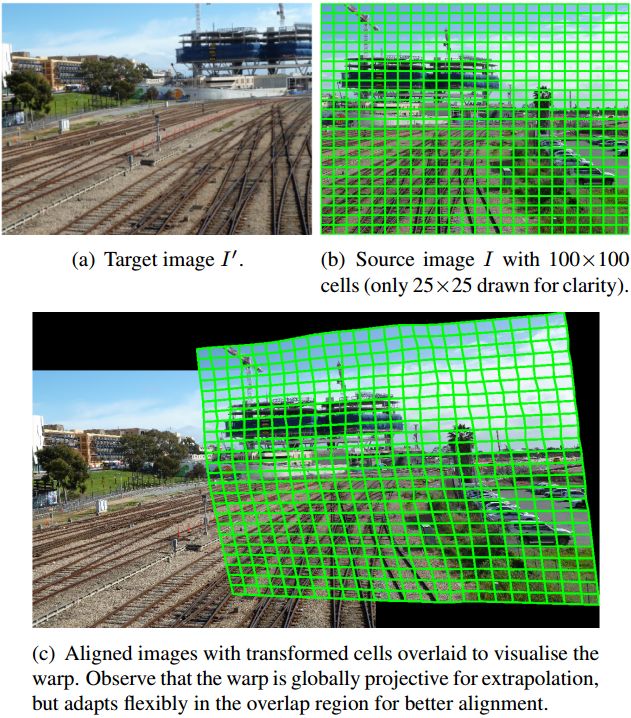 (a) Target image I′.
(b) Source image I with 100×100
cells (only 25×25 drawn for clarity).
(c) Aligned images with transformed cells overlaid to visualise the
warp. Observe that the warp is globally projective for extrapolation,
but adapts flexibly in the overlap region for better alignment.